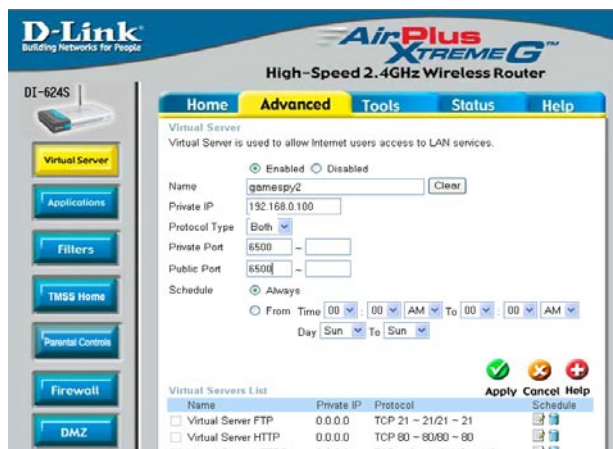 D-Link
Building Networks for People
AirPlus
XTREME G™
High-Speed 2.4GHz Wireless Router
DI-624S
Home Advanced Tools Status Help
Virtual Server
Applications
Filters
TMSS Home
Parental Controls
Firewall
DMZ
Virtual Server
Virtual Server is used to allow Internet users access to LAN services.
Enabled Disabled
Name gamespy2 Clear
Private IP 192.168.0.100
Protocol Type Both
Private Port 6500 ~
Public Port 6500 ~
Schedule Always
From Time 00 : 00 AM To 00 : 00 AM
Day Sun To Sun
Apply Cancel Help
Virtual Servers List
Name Private IP Protocol Schedule
Virtual Server FTP 0.0.0.0 TCP 21 ~ 21/21 ~ 21
Virtual Server HTTP 0.0.0.0 TCP 80 ~ 80/80 ~ 80